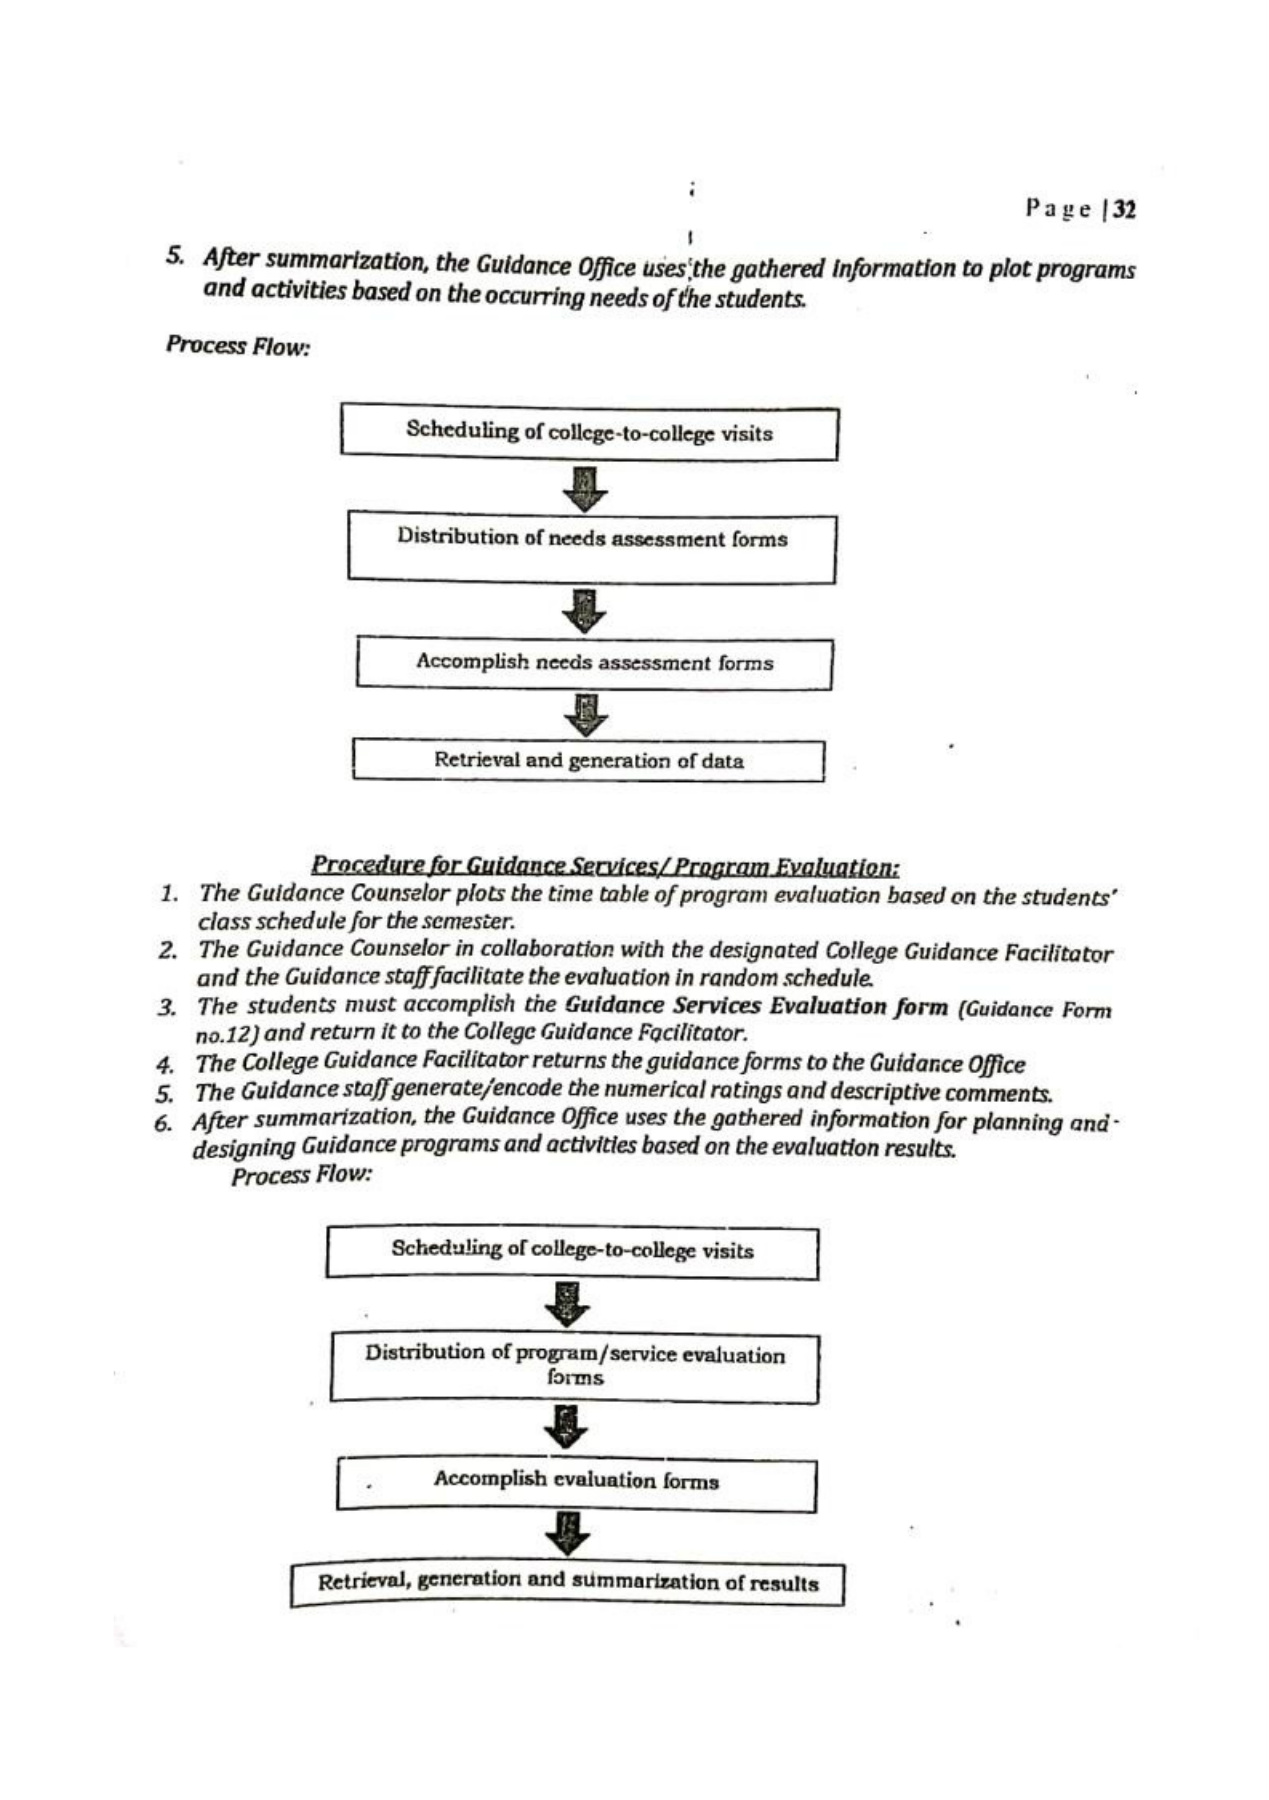 Page |32
5. After summarization, the Guidance Office uses the gathered information to plot programs
and activities based on the occurring needs of the students.
Process Flow:
Scheduling of college-to-college visits
Distribution of needs assessment forms
Accomplish needs assessment forms
Retrieval and generation of data
Procedure for Guidance Services/Program Evaluation:
1. The Guidance Counselor plots the time table of program evaluation based on the students'
class schedule for the semester.
2. The Guidance Counselor in collaboration with the designated College Guidance Facilitator
and the Guidance staff facilitate the evaluation in random schedule.
3. The students must accomplish the Guidance Services Evaluation form (Guidance Form
no.12) and return it to the College Guidance Facilitator.
4. The College Guidance Facilitator returns the guidance forms to the Guidance Office
5. The Guidance staff generate/encode the numerical ratings and descriptive comments.
6. After summarization, the Guidance Office uses the gathered information for planning and
designing Guidance programs and activities based on the evaluation results.
Process Flow:
Scheduling of college-to-college visits
Distribution of program/service evaluation
forms
Accomplish evaluation forms
Retrieval, generation and summarization of results